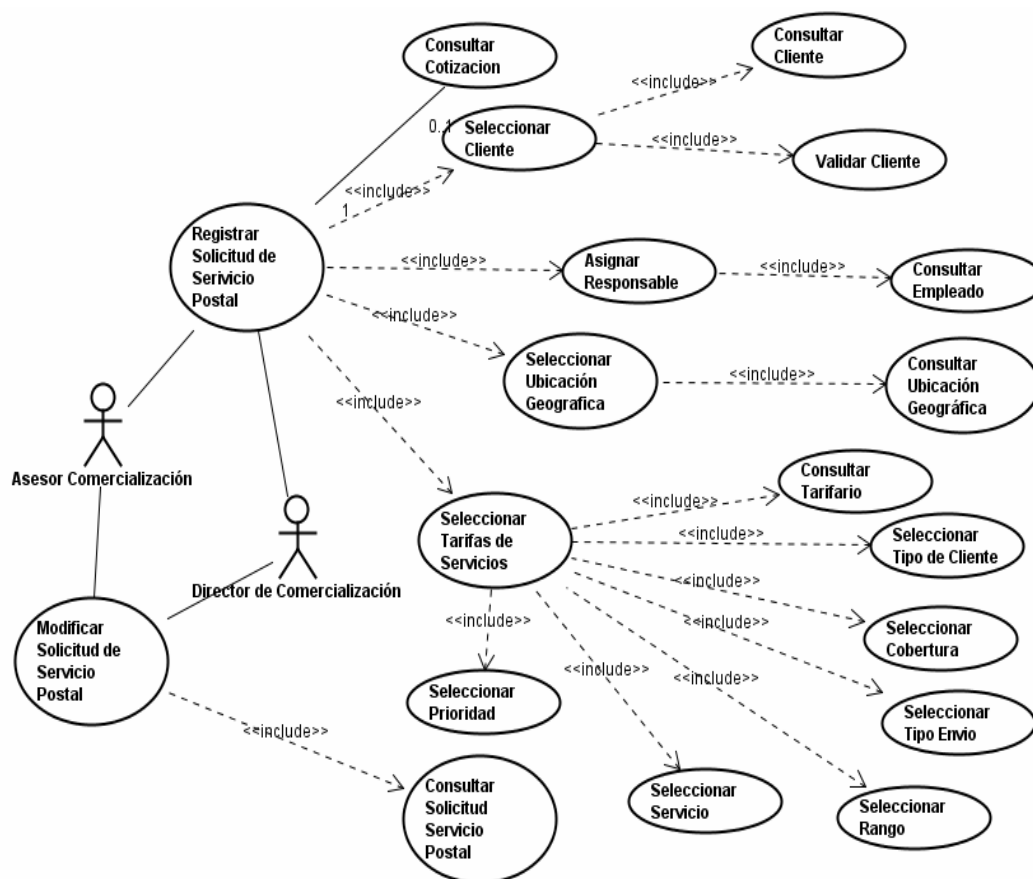 Consultar
Cotizacion
Consultar
Cliente
<<include>>
0..1
Seleccionar
Cliente
<<include>>
Validar Cliente
<<include>>
1
Registrar
Solicitud de
Serivicio
Postal
<<include>>
Asignar
Responsable
<<include>>
Consultar
Empleado
<<include>>
Seleccionar
Ubicación
Geografica
<<include>>
Consultar
Ubicación
Geográfica
<<include>>
Asesor Comercialización
Consultar
Tarifario
<<include>>
Seleccionar
Tarifas de
Servicios
<<include>>
Seleccionar
Tipo de Cliente
<<include>>
Director de Comercialización
Modificar
Solicitud de
Servicio
Postal
<<include>>
<<include>>
Seleccionar
Cobertura
<<include>>
<<include>>
Seleccionar
Prioridad
Seleccionar
Tipo Envio
<<include>>
Consultar
Solicitud
Servicio
Postal
Seleccionar
Servicio
Seleccionar
Rango